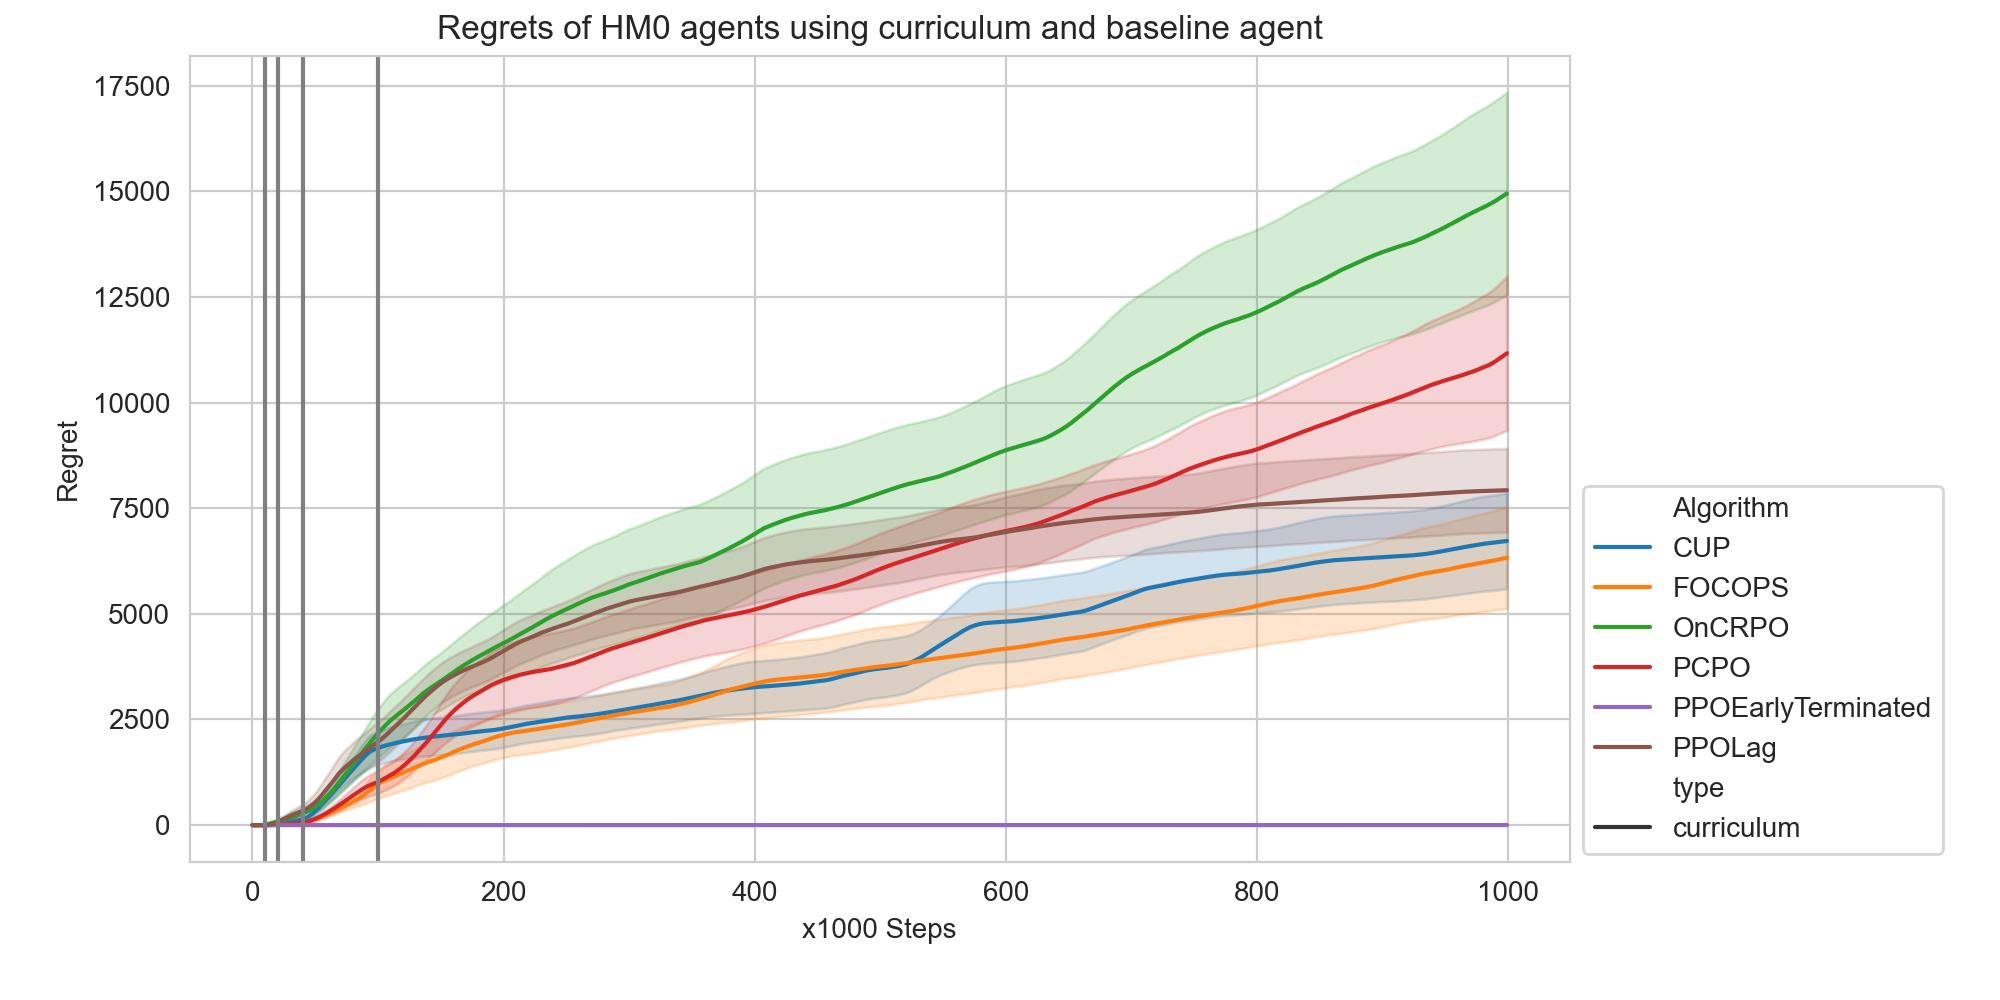 Regrets of HM0 agents using curriculum and baseline agent
17500
15000
12500
10000
7500
5000
2500
0
Regret
0 200 400 600 800 1000
x1000 Steps
Algorithm
CUP
FOCOPS
OnCRPO
PCPO
PPOEarlyTerminated
PPOLag
type
curriculum